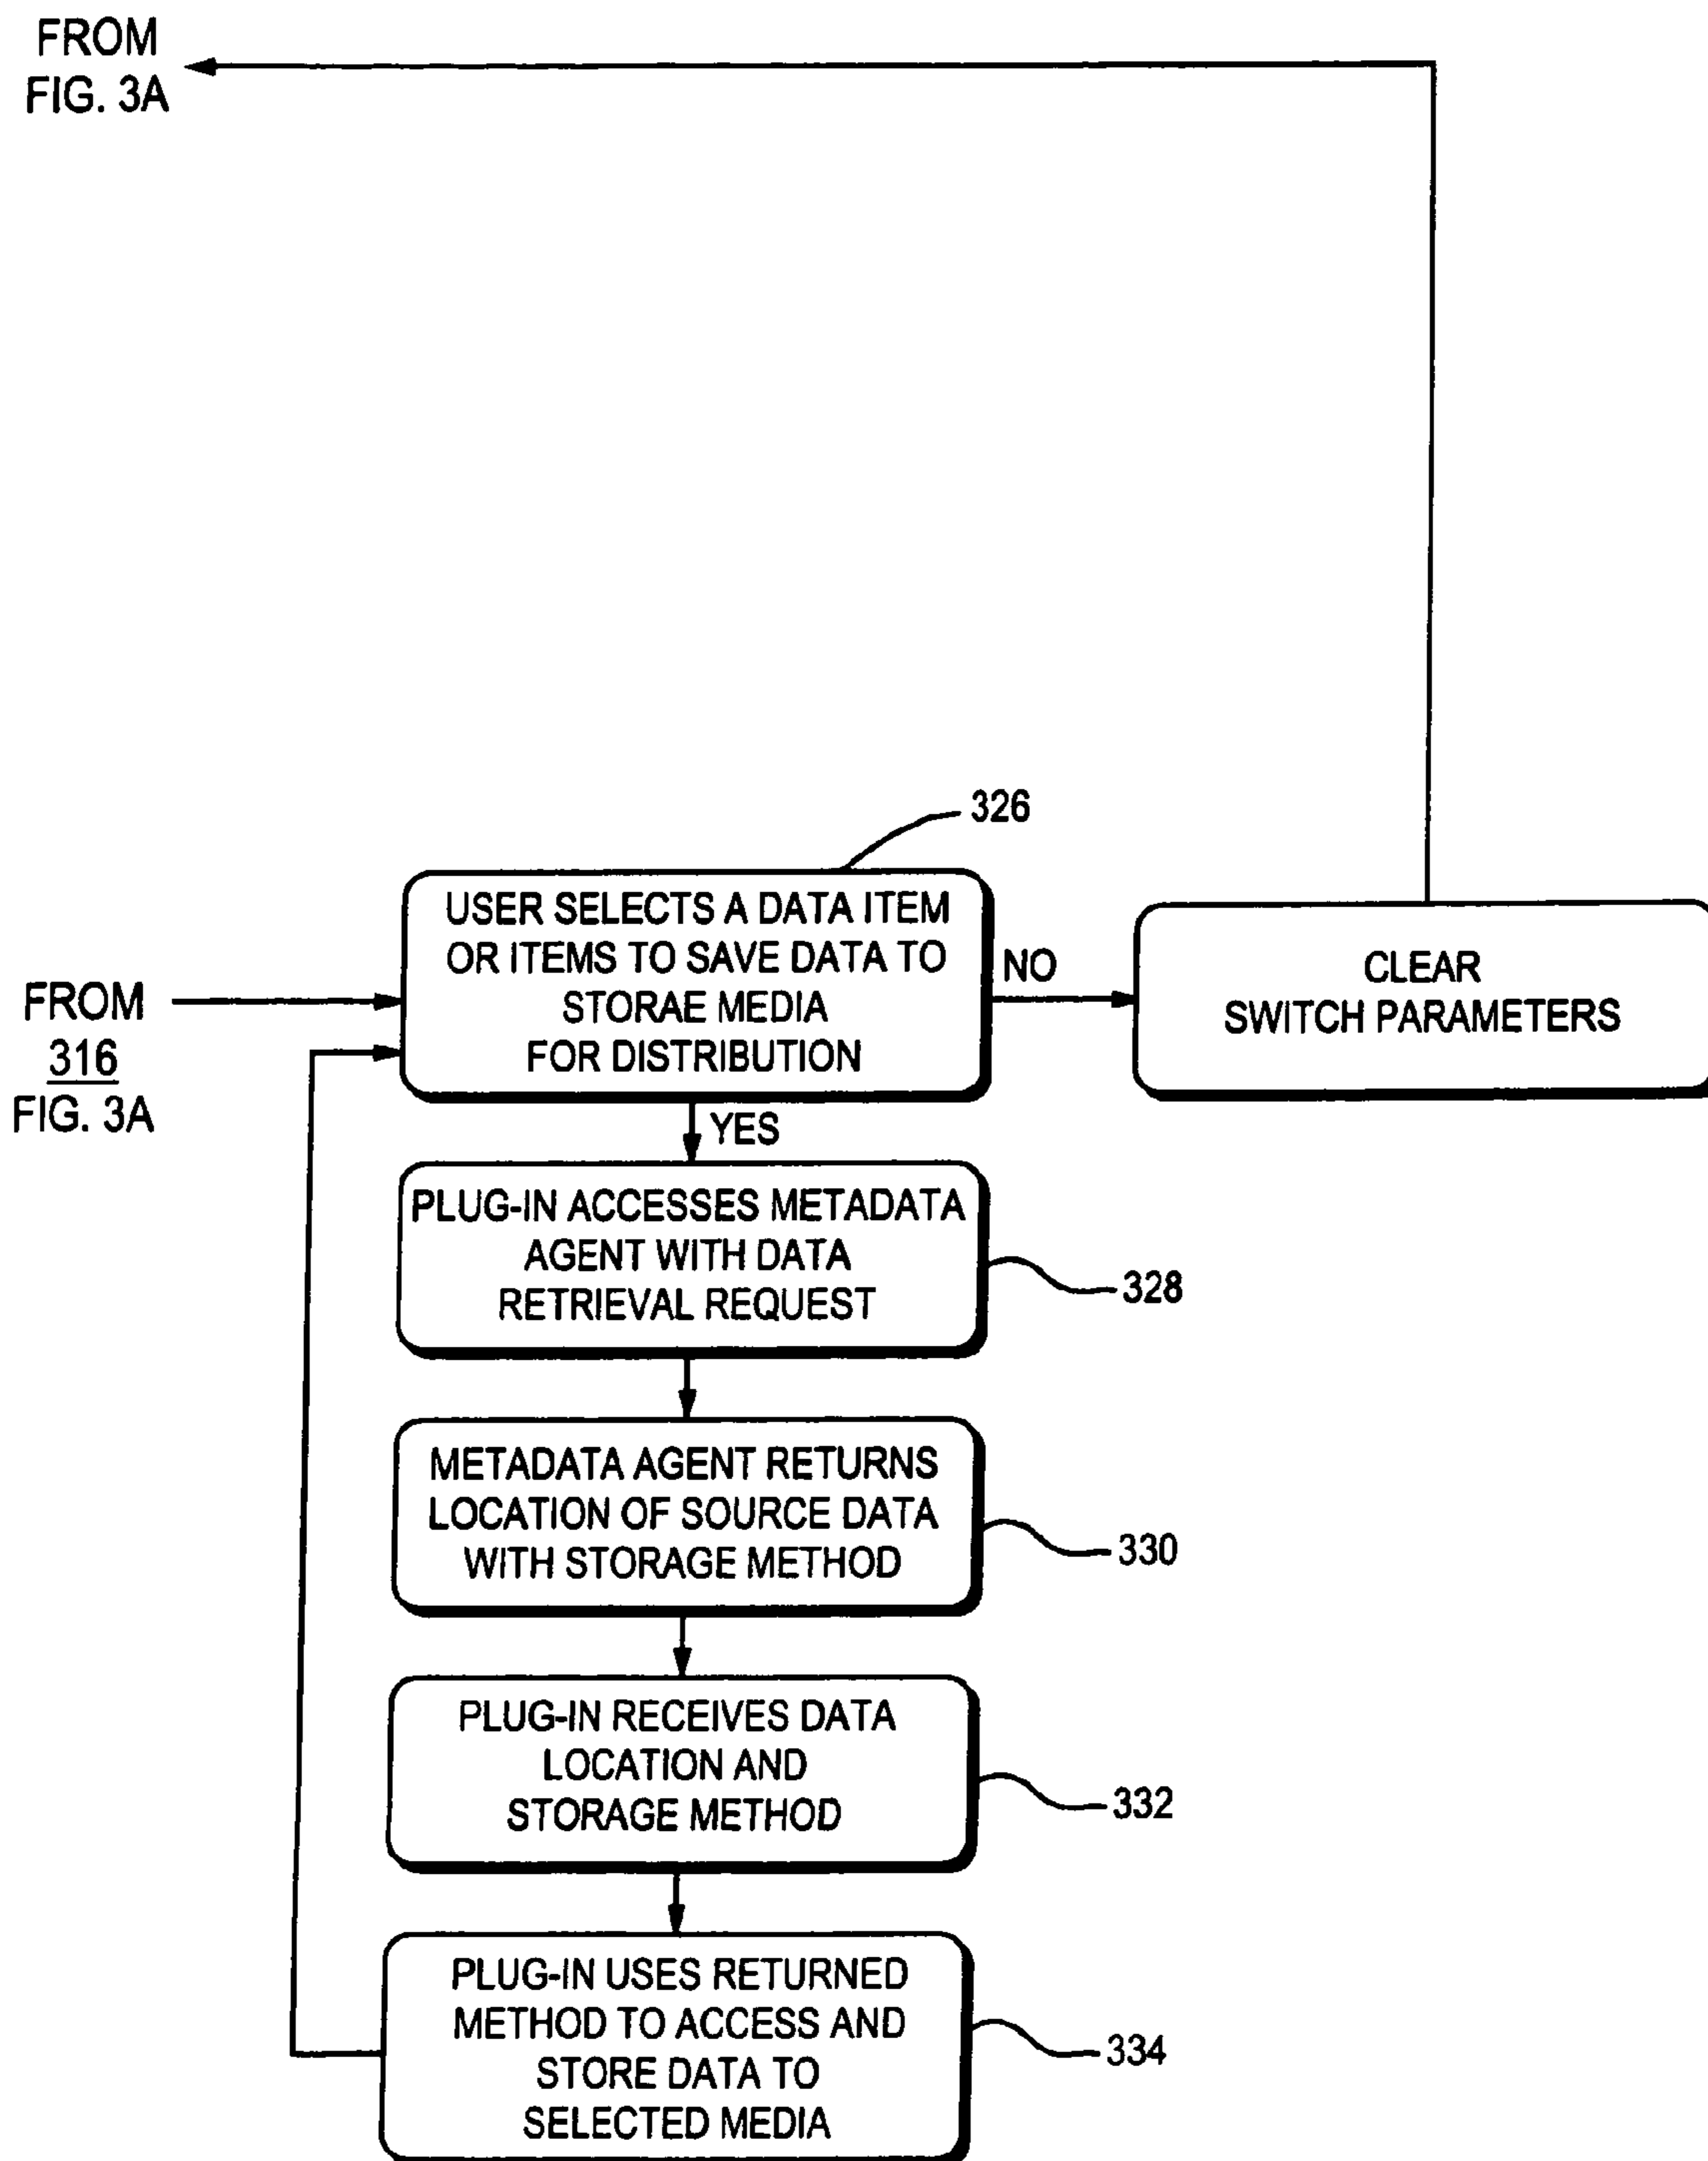 FROM
FIG. 3A
326
USER SELECTS A DATA ITEM
OR ITEMS TO SAVE DATA TO
STORAE MEDIA
FOR DISTRIBUTION
NO
CLEAR
SWITCH PARAMETERS
FROM
316
FIG. 3A
YES
PLUG-IN ACCESSES METADATA
AGENT WITH DATA
RETRIEVAL REQUEST
328
METADATA AGENT RETURNS
LOCATION OF SOURCE DATA
WITH STORAGE METHOD
330
PLUG-IN RECEIVES DATA
LOCATION AND
STORAGE METHOD
332
PLUG-IN USES RETURNED
METHOD TO ACCESS AND
STORE DATA TO
SELECTED MEDIA
334